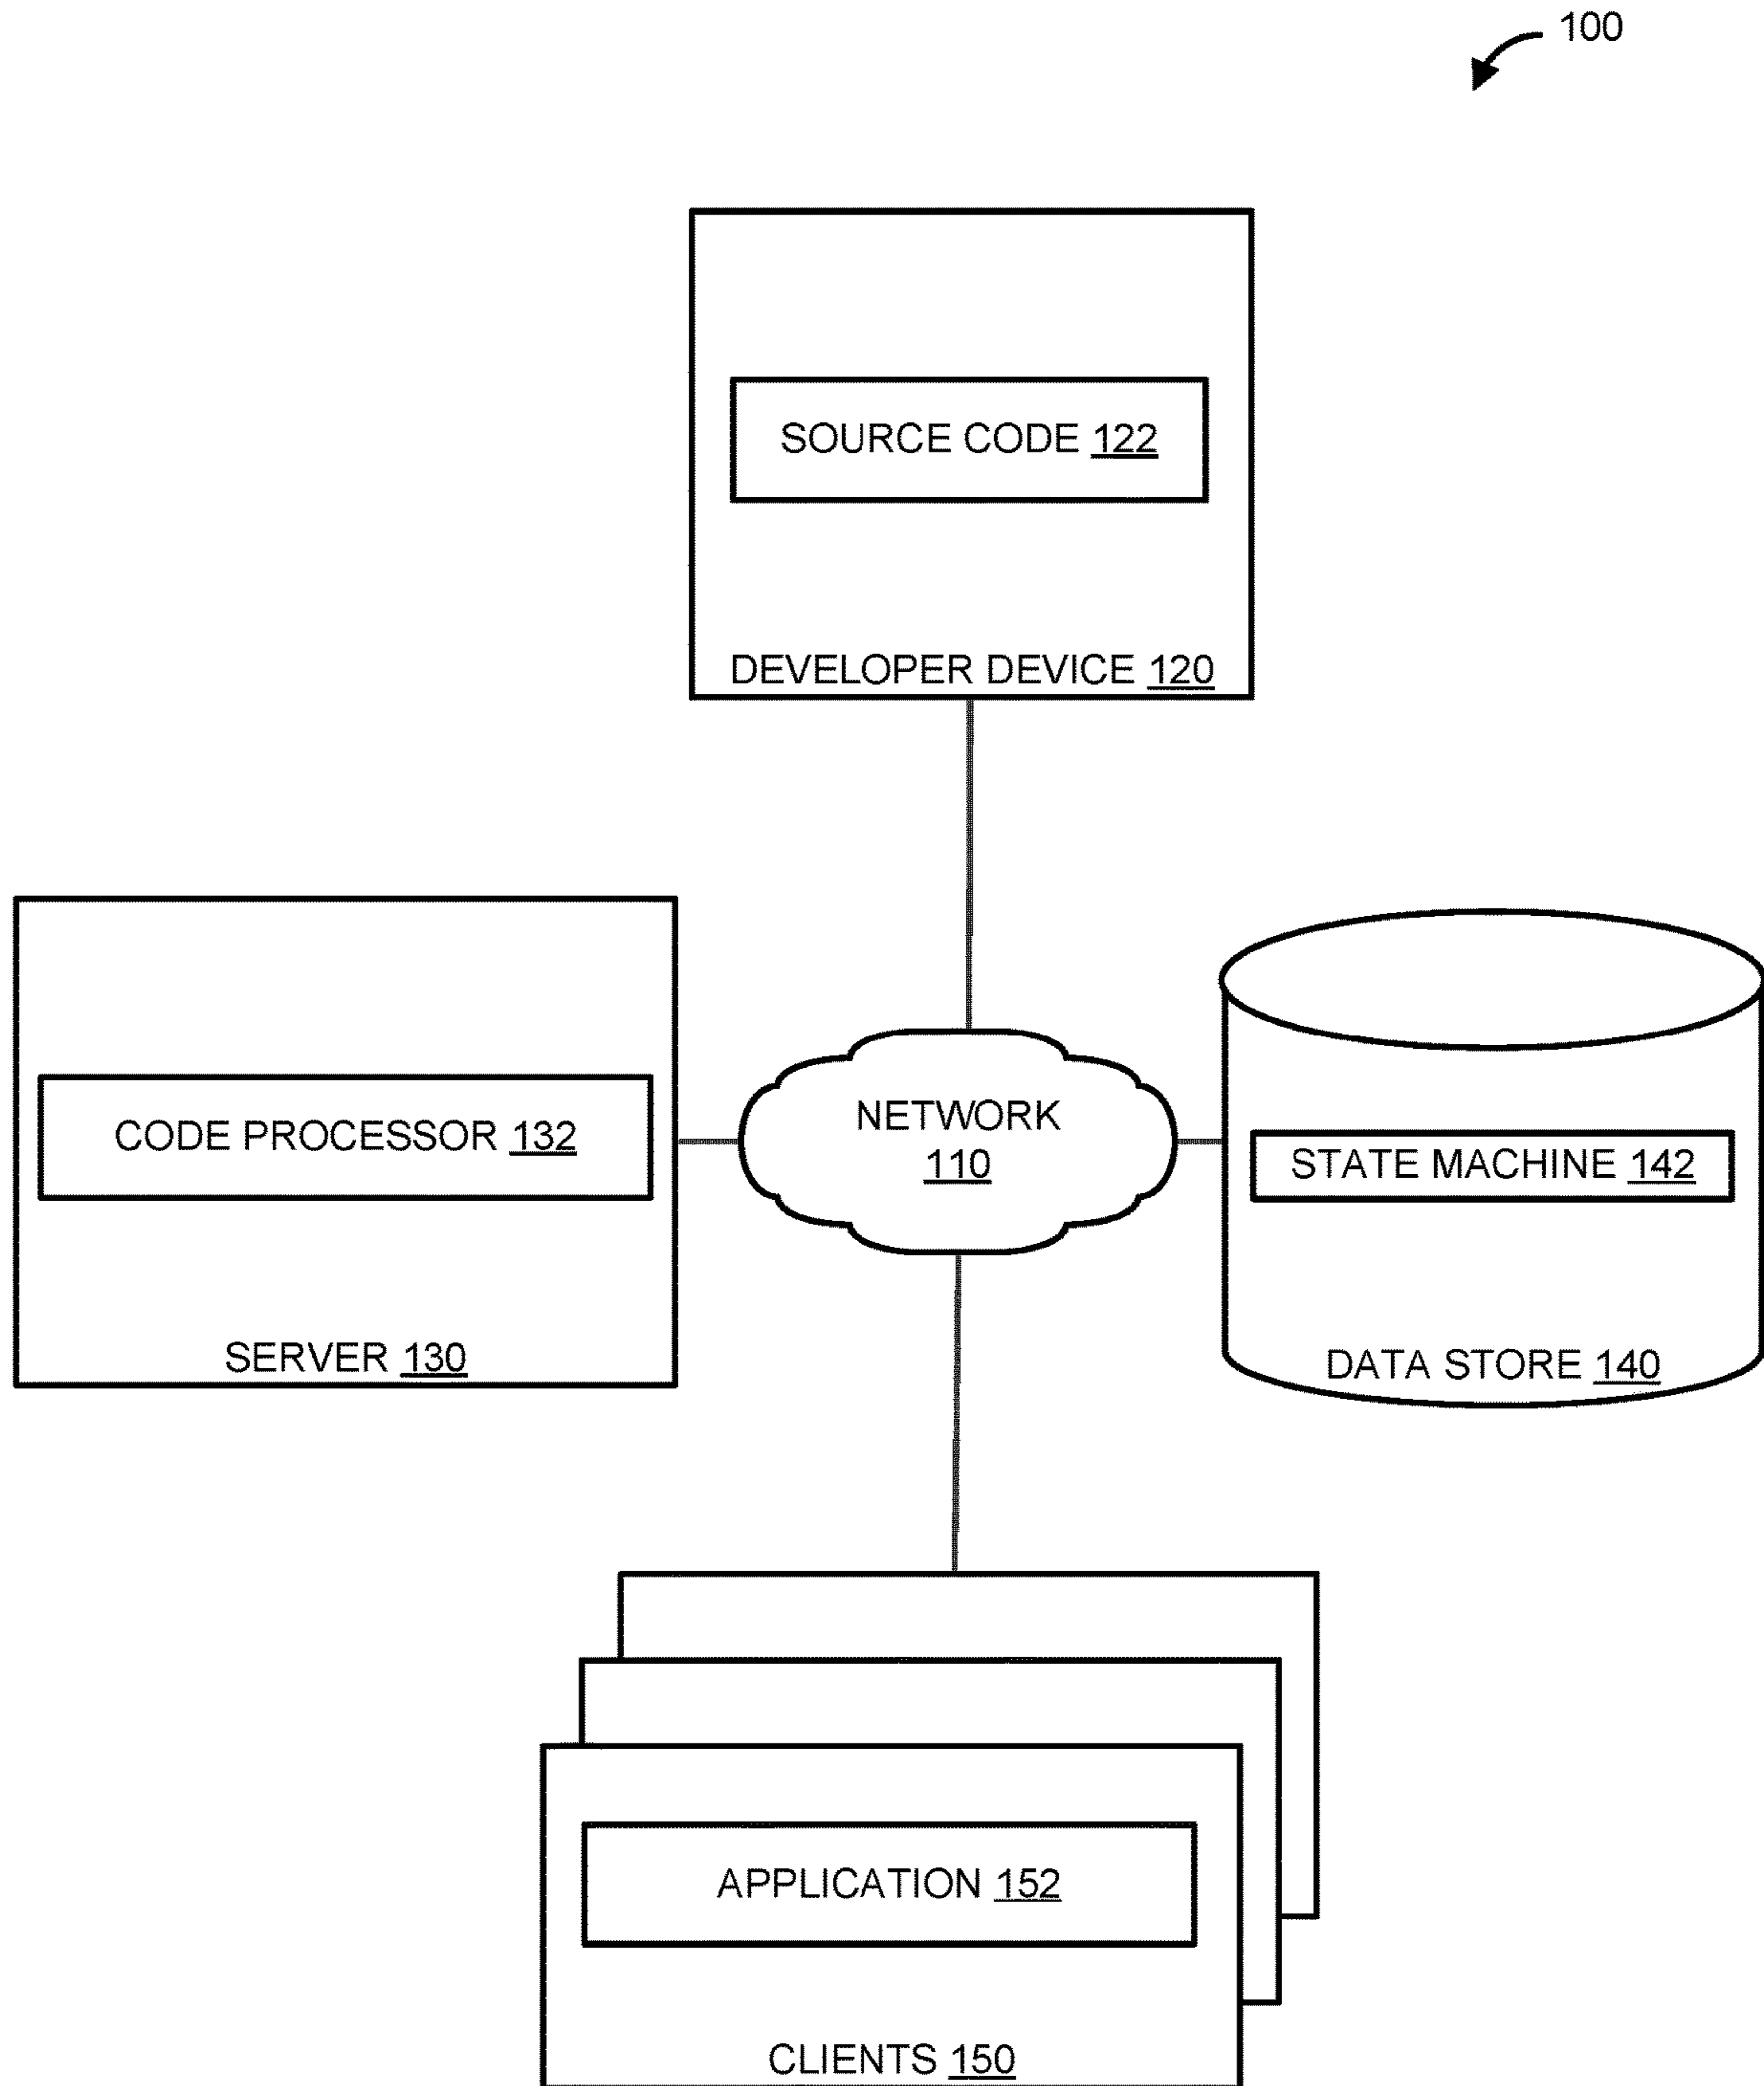 100
SOURCE CODE 122
DEVELOPER DEVICE 120
CODE PROCESSOR 132
SERVER 130
NETWORK
110
STATE MACHINE 142
DATA STORE 140
APPLICATION 152
CLIENTS 150